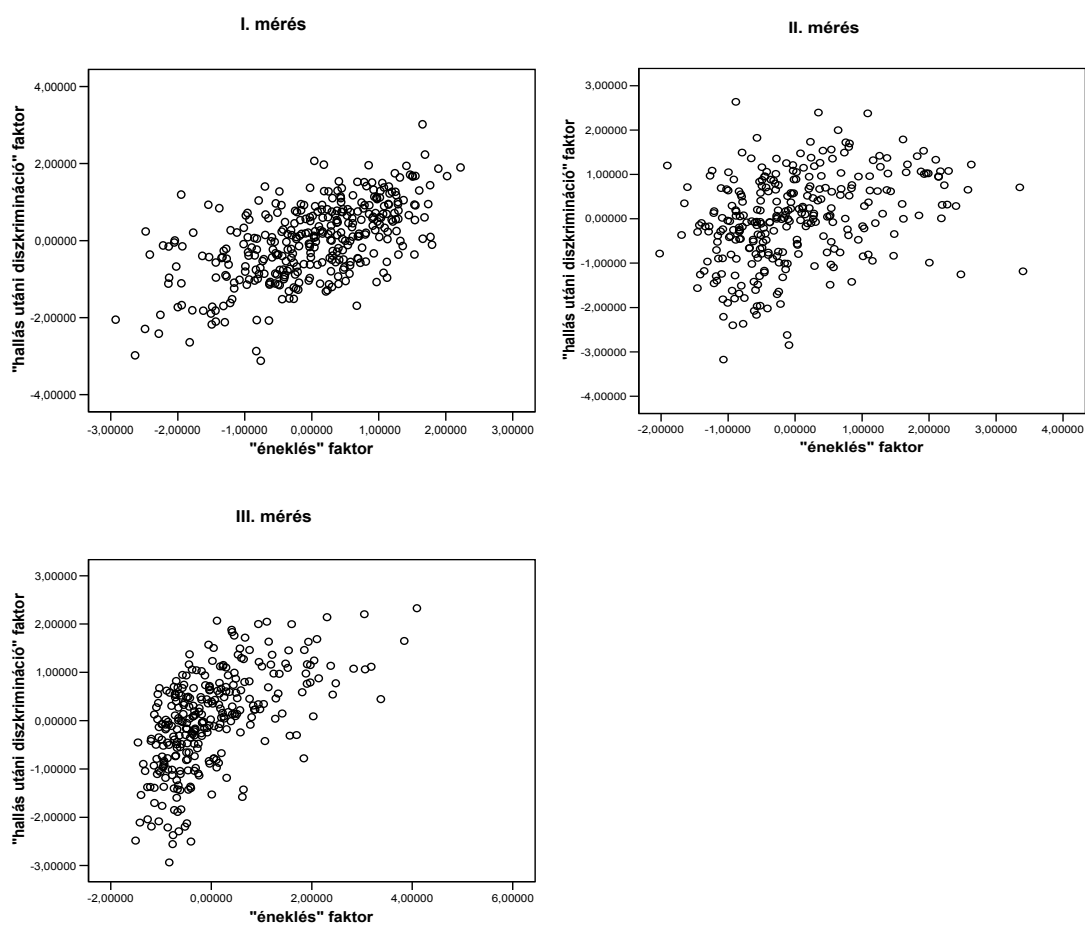 I. mérés
4,00000
2,00000
0,00000
-2,00000
-4,00000
"hallás utáni diszkrimináció" faktor
-3,00000 -2,00000 -1,00000 0,00000 1,00000 2,00000 3,00000
"éneklés" faktor
II. mérés
3,00000
2,00000
1,00000
0,00000
-1,00000
-2,00000
-3,00000
-4,00000
"hallás utáni diszkrimináció" faktor
-2,00000 -1,00000 0,00000 1,00000 2,00000 3,00000 4,00000
"éneklés" faktor
III. mérés
3,00000
2,00000
1,00000
0,00000
-1,00000
-2,00000
-3,00000
"hallás utáni diszkrimináció" faktor
-2,00000 0,00000 2,00000 4,00000 6,00000
"éneklés" faktor